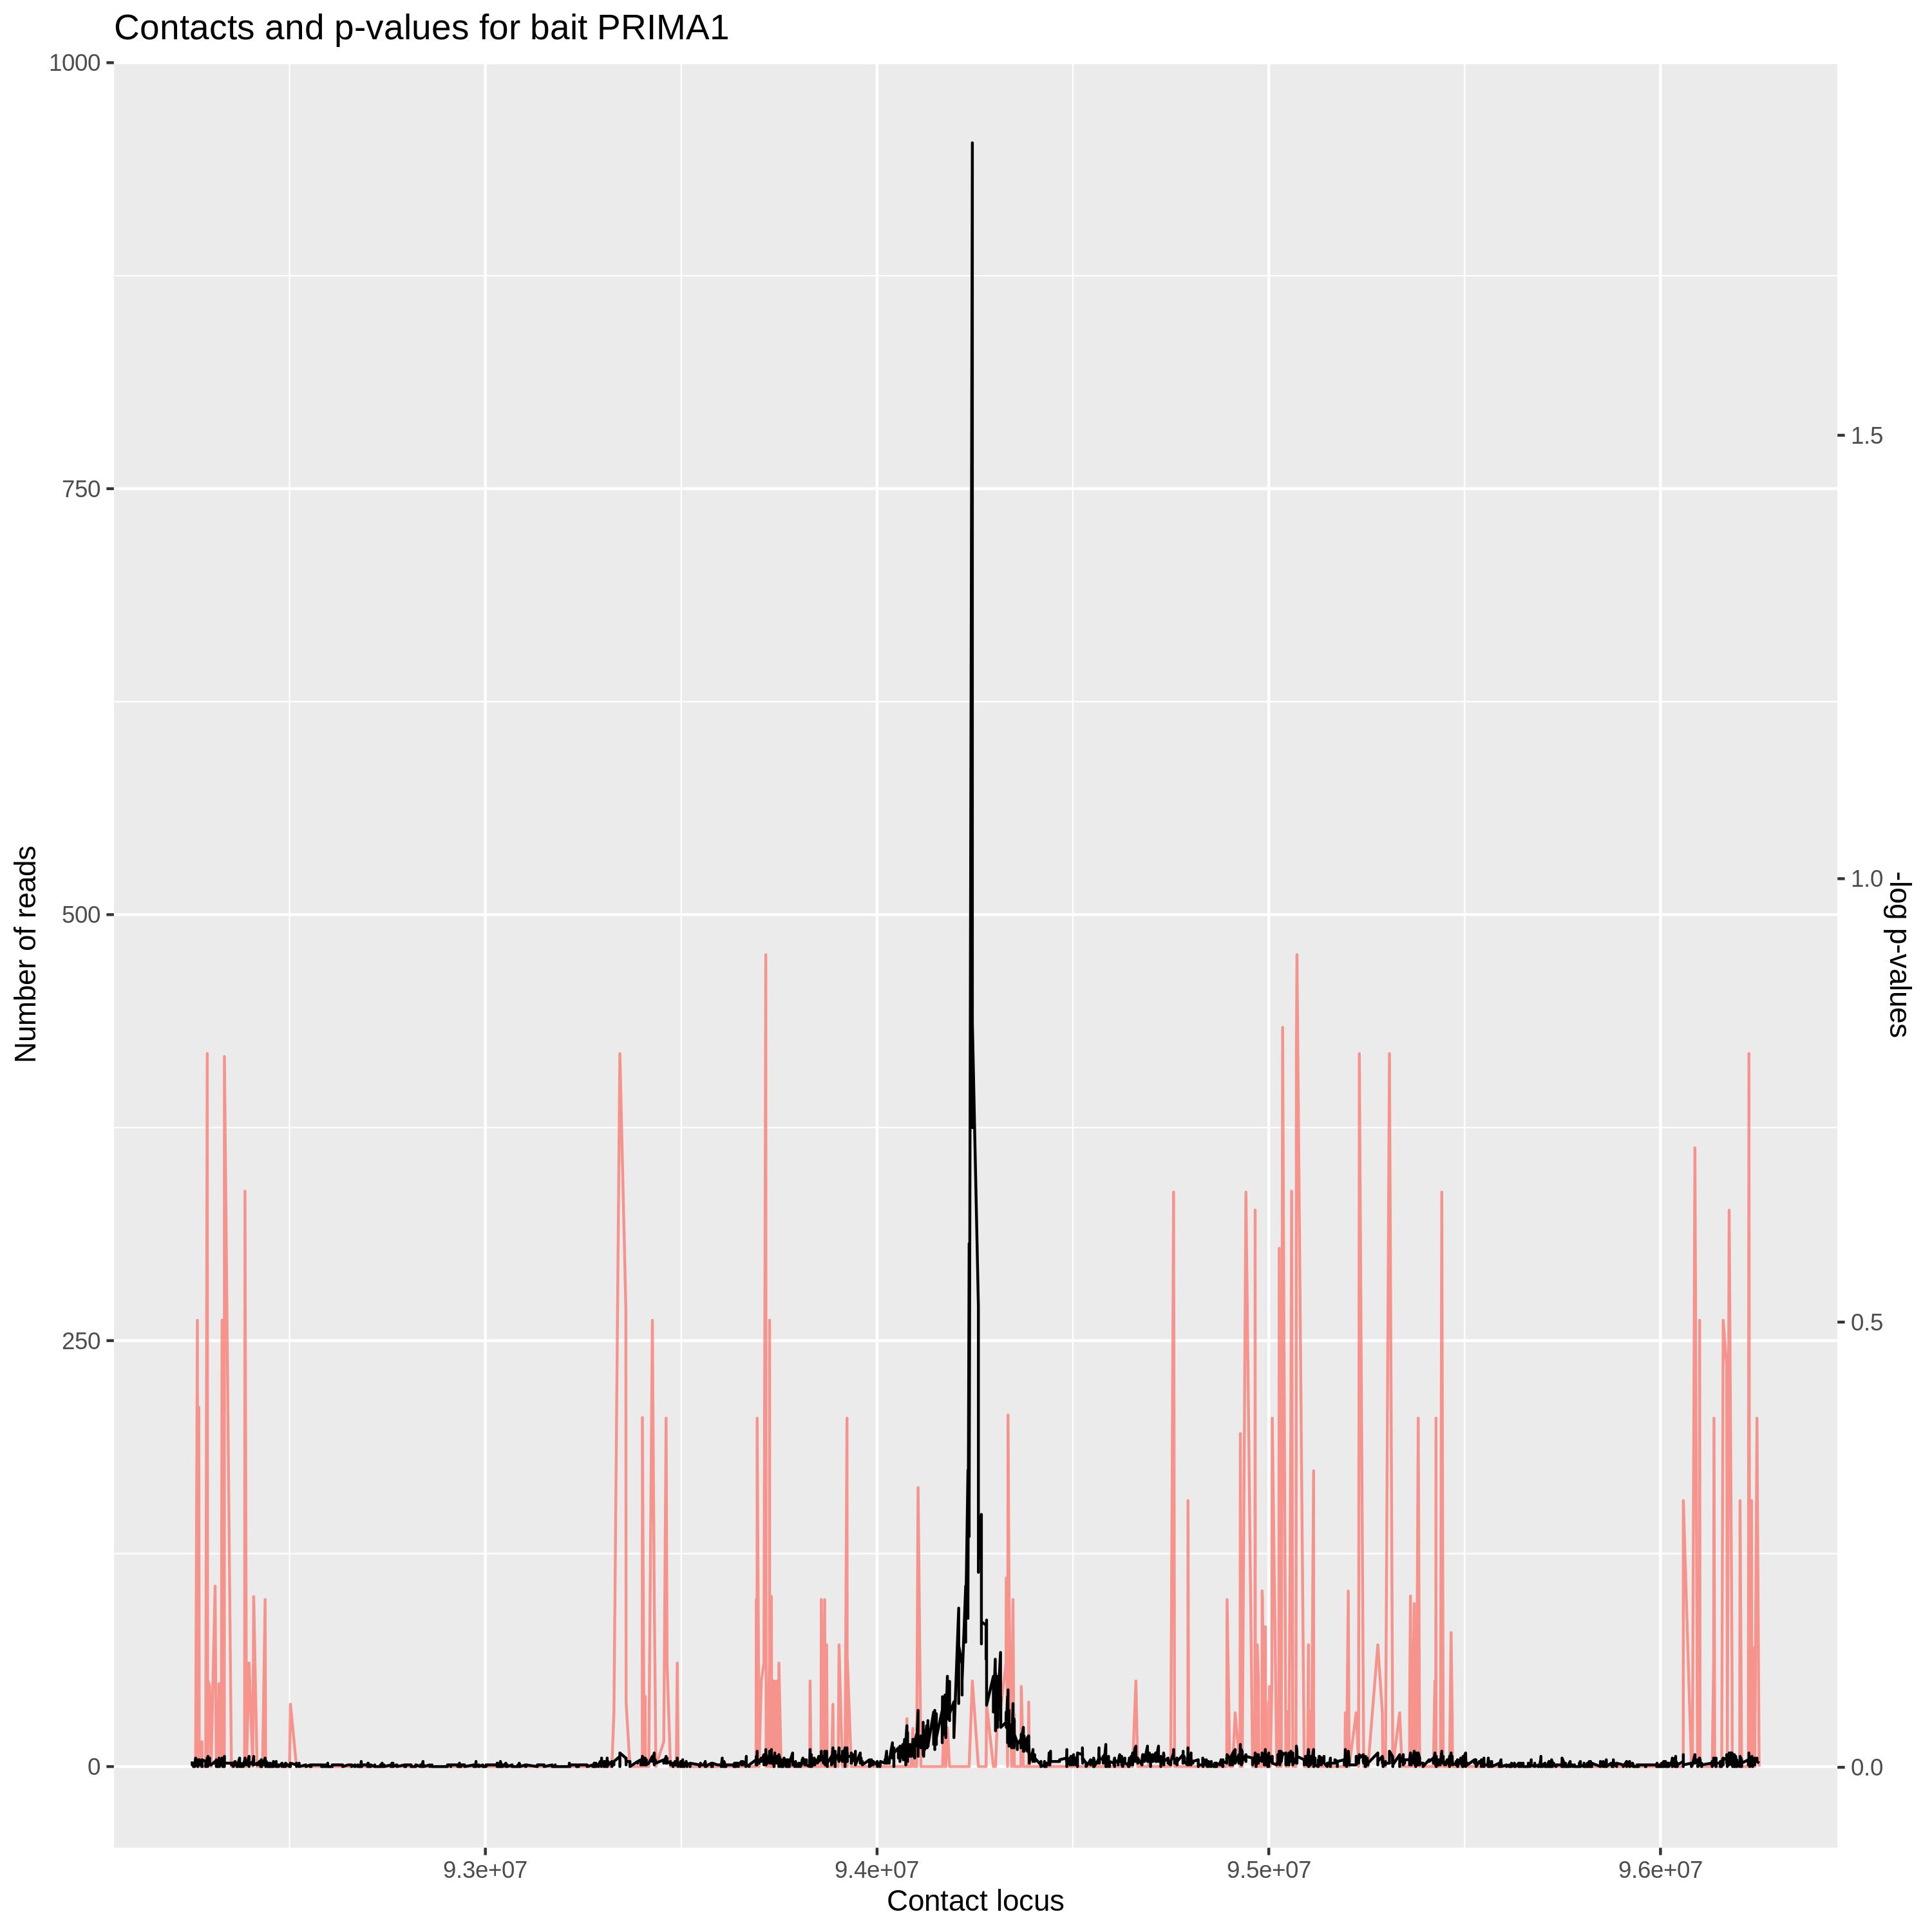 Contacts and p-values for bait PRIMA1
1000
750
500
250
0
Number of reads
1.5
1.0
0.5
0.0
-log p-values
9.3e+07
9.4e+07
9.5e+07
9.6e+07
Contact locus